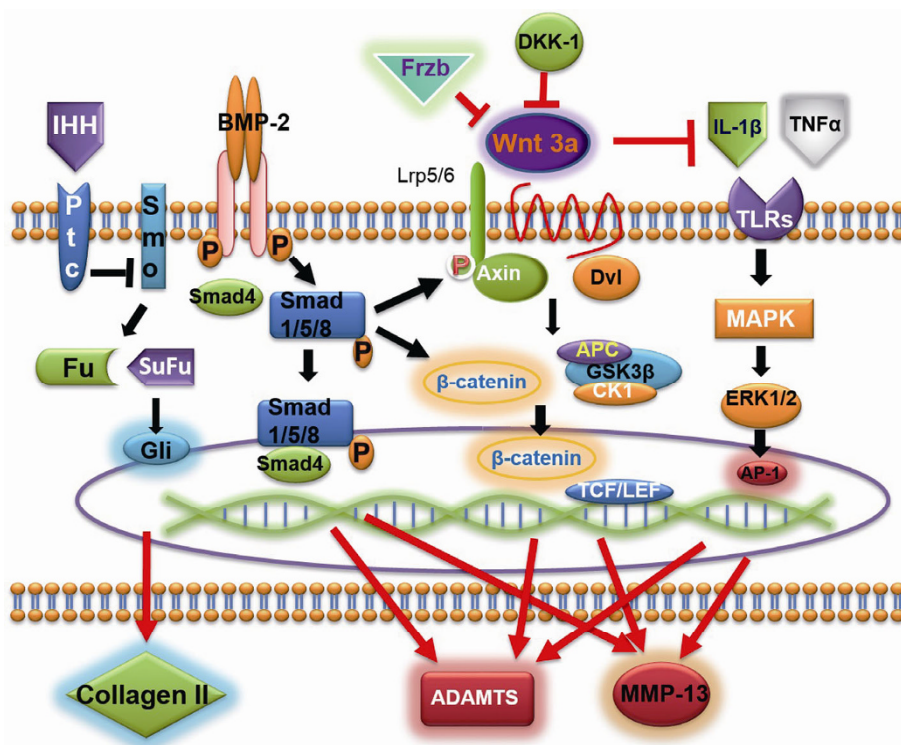 DKK-1
Frzb
IHH
BMP-2
Wnt 3a
IL-1β
TNFα
Lrp5/6
Ptc
Smo
TLRs
P
P
P
Axin
Dvl
Smad4
Smad
1/5/8
P
MAPK
APC
GSK3β
CK1
Fu
SuFu
β-catenin
ERK1/2
Smad
1/5/8
P
Smad4
Gli
β-catenin
AP-1
TCF/LEF
Collagen II
ADAMTS
MMP-13